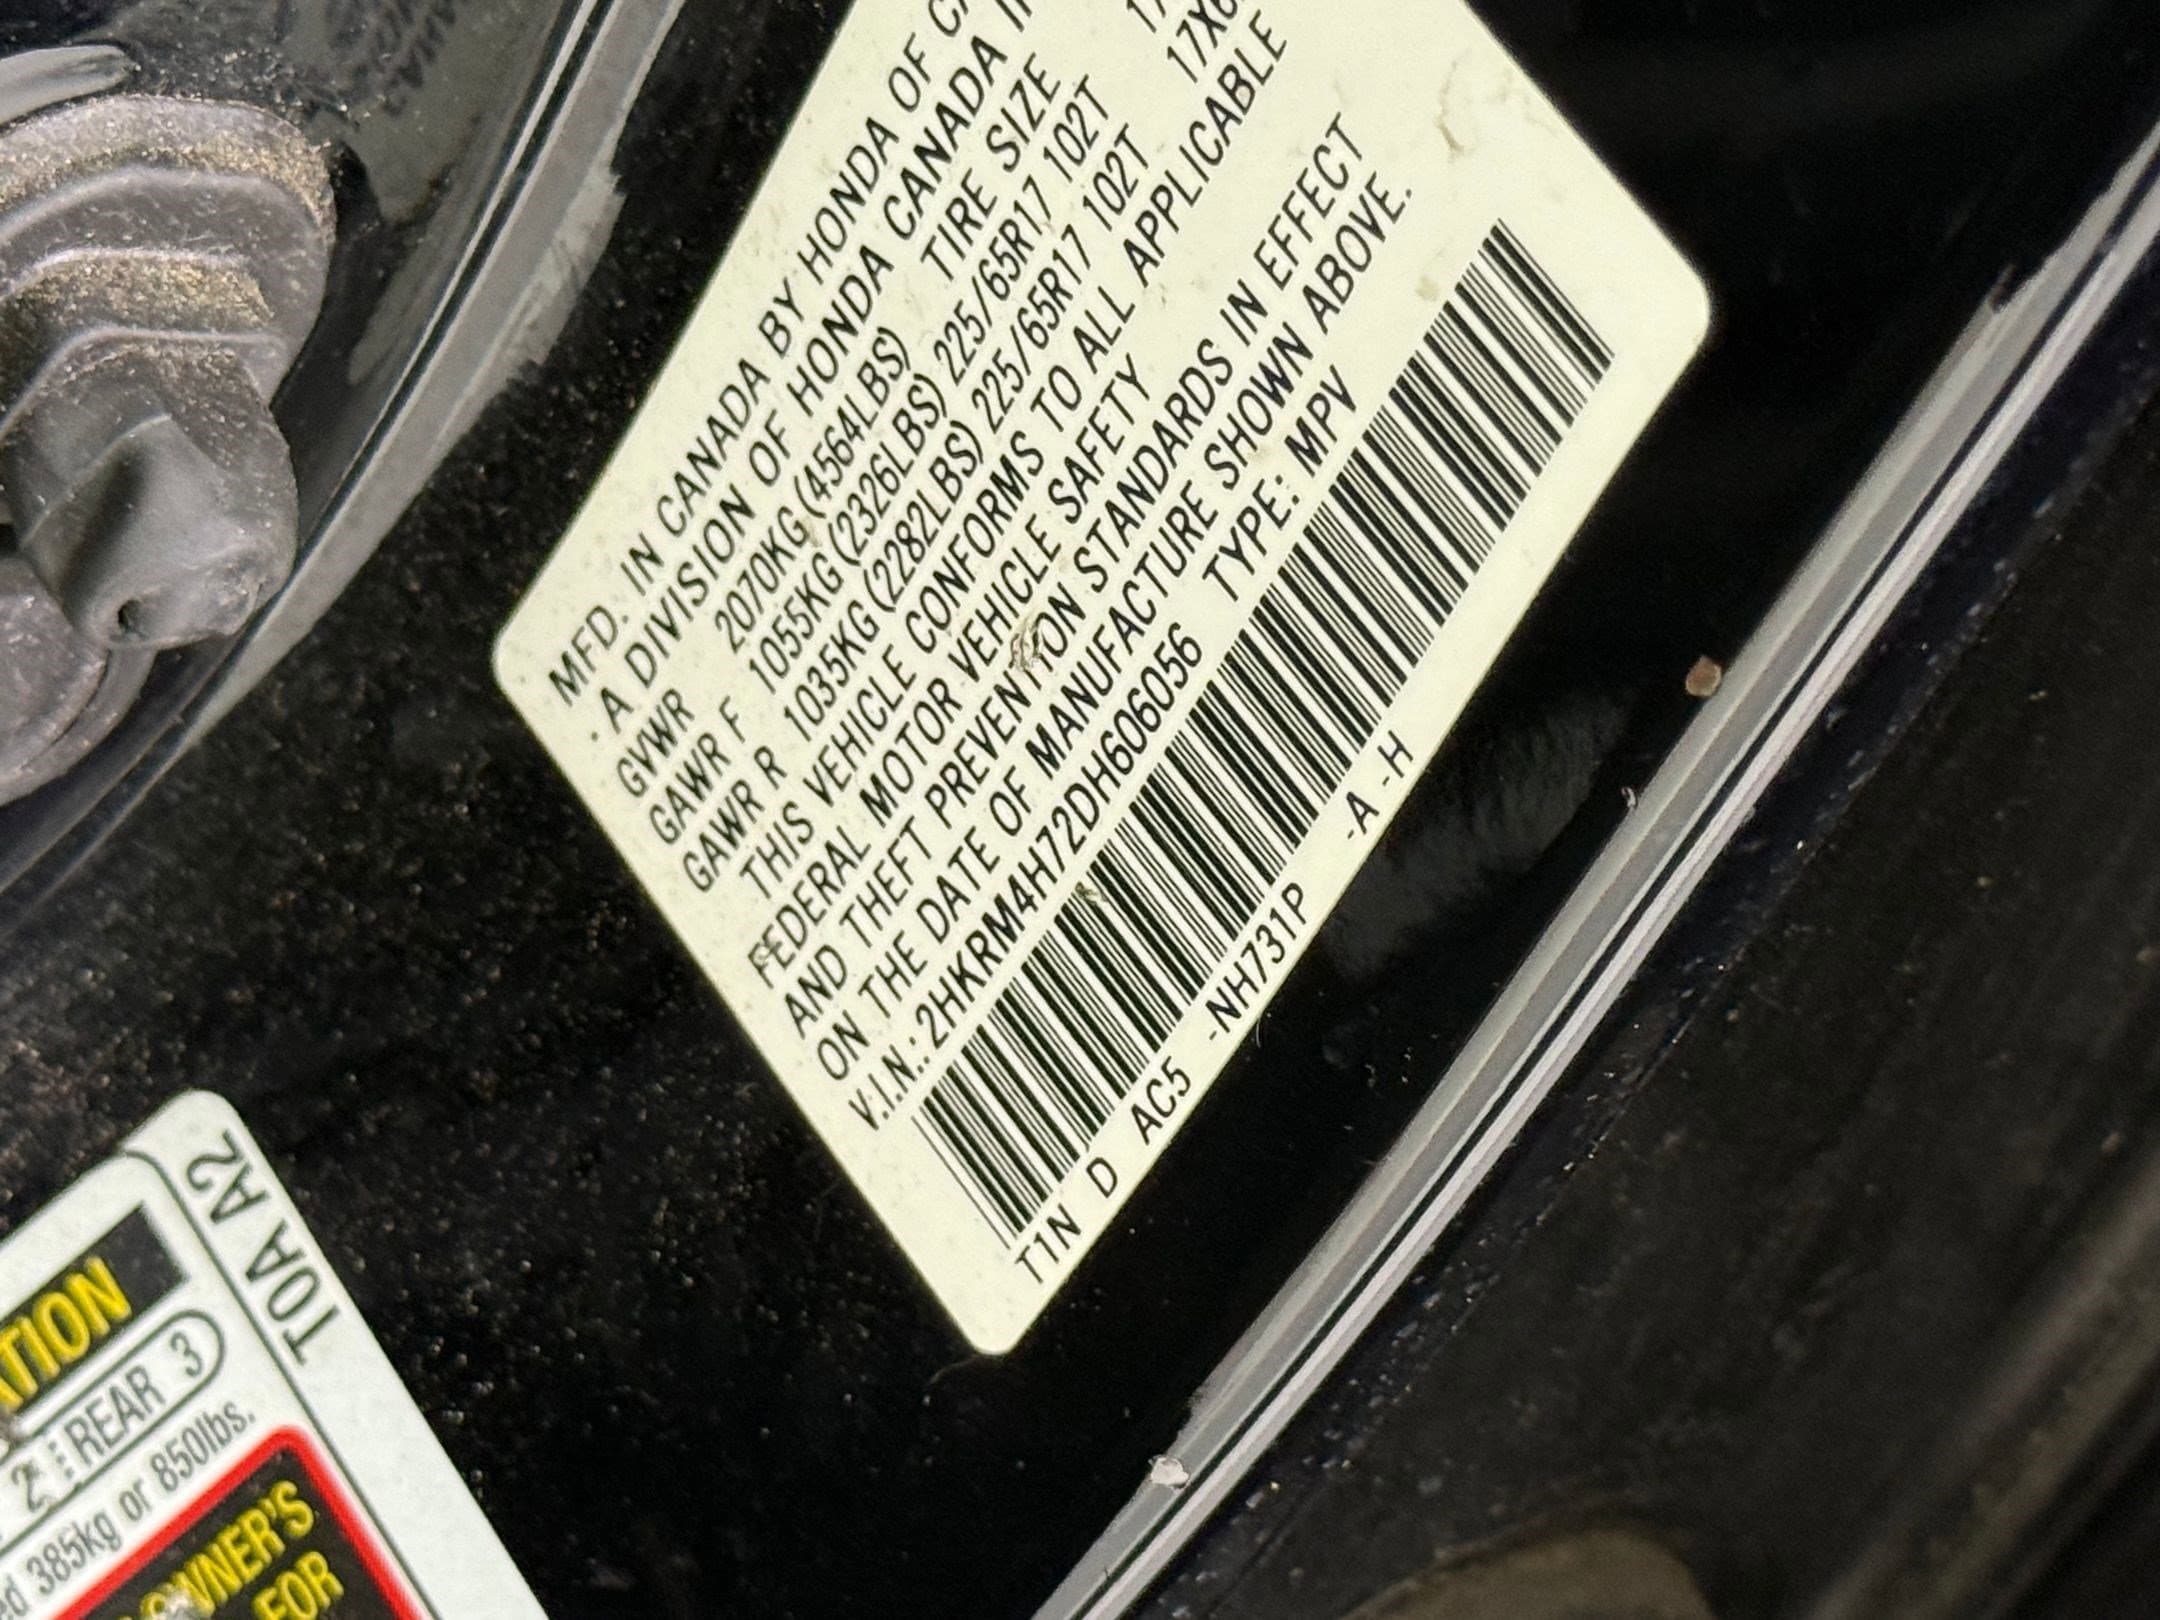 MFD. IN CANADA BY HONDA OF
. A DIVISION OF HONDA CANADA
GVWR 2070KG (4564LBS) TIRE SIZE
GAWR F 1055KG (2326LBS) 225/65R17 102T
GAWR R 1035KG (2282LBS) 225/65R17 102T
THIS VEHICLE CONFORMS TO ALL APPLICABLE
FEDERAL MOTOR VEHICLE SAFETY
AND THEFT PREVENTION STANDARDS IN EFFECT
ON THE DATE OF MANUFACTURE SHOWN ABOVE.
V.I.N.: 2HKRM4H72DH606056 TYPE: MPV
T1N D AC5 -NH731P -A -H
T0A A2
2 REAR 3
385kg or 850lbs.
OWNER'S
FOR